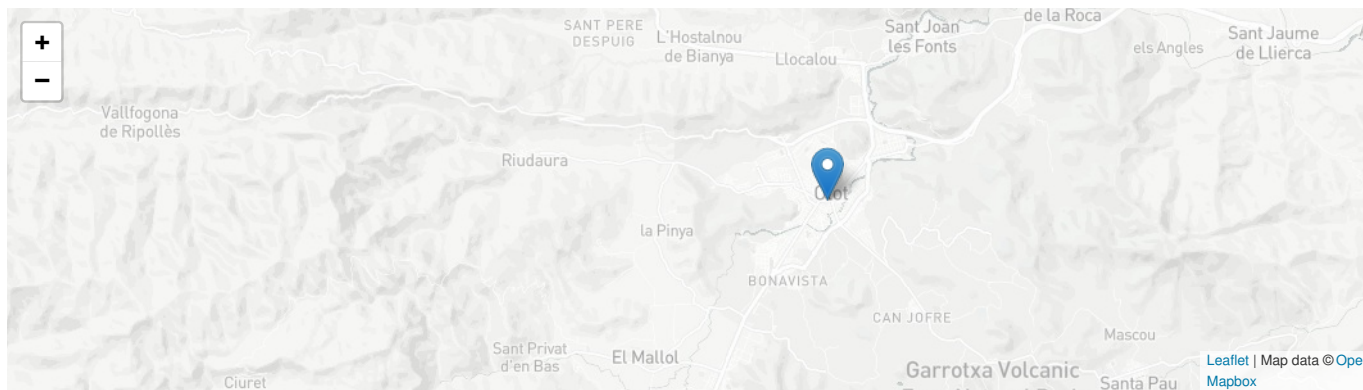 +
−
SANT PERE
DESPUIG
L'Hostalnou
de Bianya
Llocalou
Sant Joan
les Fonts
de la Roca
els Angles
Sant Jaume
de Llierca
Vallfogona
de Ripollès
Riudaura
la Pinya
BONAVISTA
CAN JOFRE
Mascou
Sant Privat
d'en Bas
El Mallol
Ciuret
Garrotxa Volcanic
Santa Pau
Leaflet | Map data © Ope
Mapbox